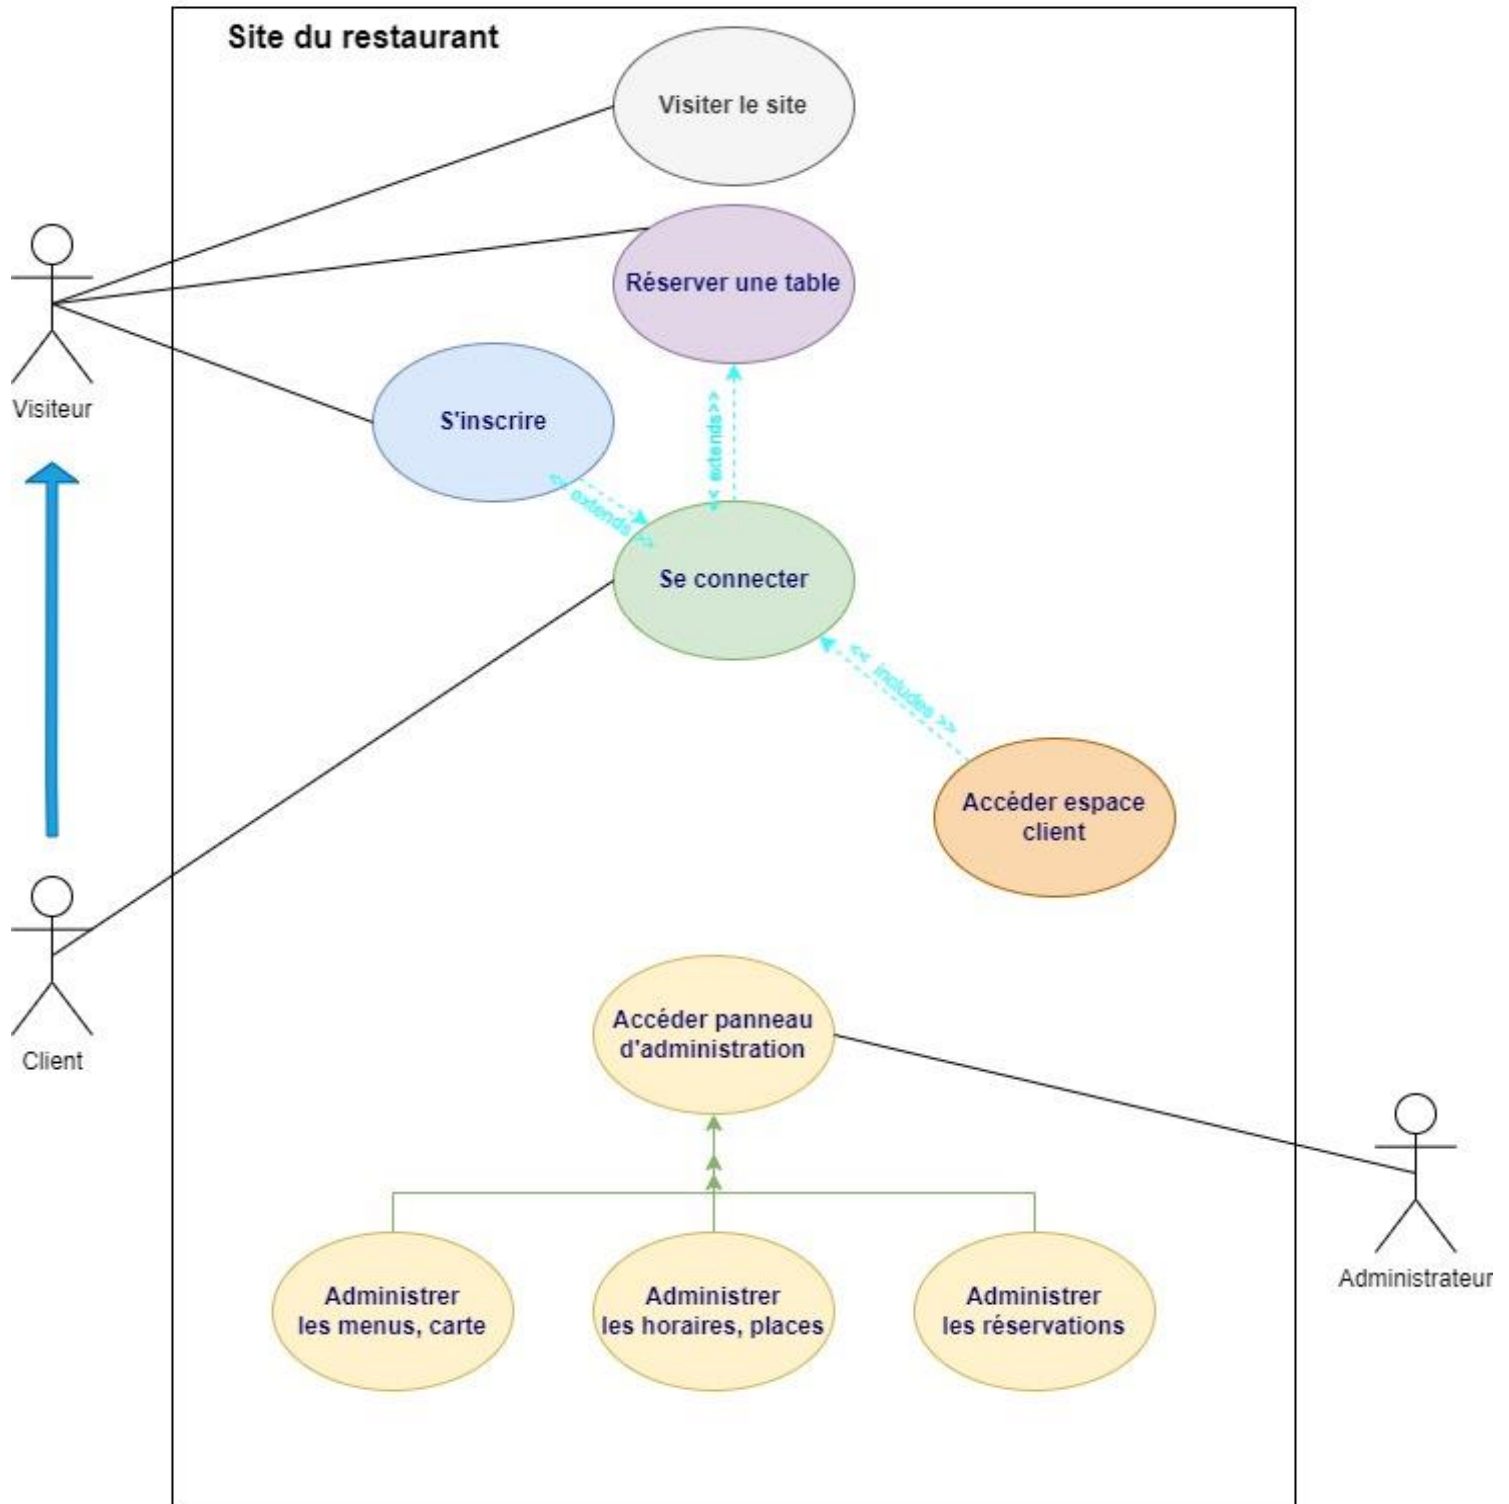 Site du restaurant
Visiter le site
Réserver une table
Visiteur
S'inscrire
<< extends>>
<< extends >>
Se connecter
<< includes >>
Accéder espace
client
Accéder panneau
d'administration
Client
Administrateur
Administrer
les menus, carte
Administrer
les horaires, places
Administrer
les réservations